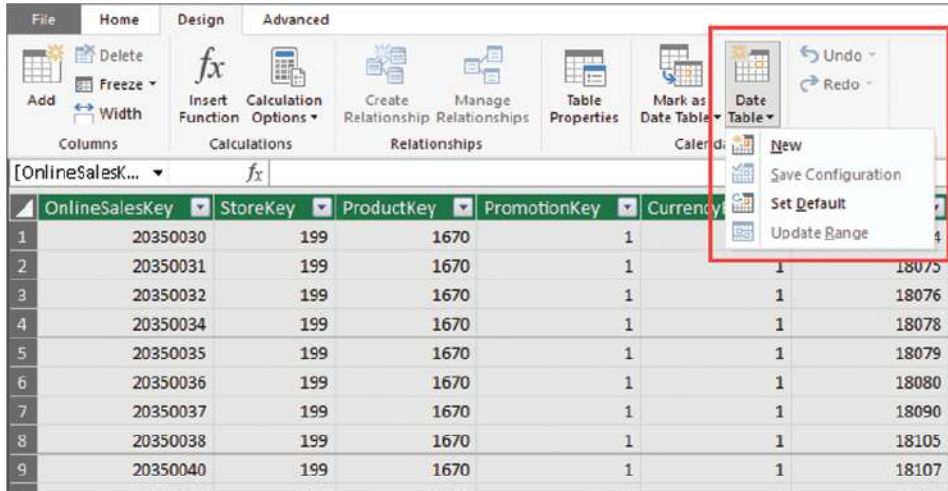 File Home Design Advanced
Add
Delete
Freeze
Width
Columns
fx
Insert Function
Calculation Options
Calculations
Create Relationship
Manage Relationships
Relationships
Table Properties
Mark as Date Table
Date Table
Undo
Redo
New
Save Configuration
Set Default
Update Range
[OnlineSalesK... fx
OnlineSalesKey StoreKey ProductKey PromotionKey
1 20350030 199 1670 1
2 20350031 199 1670 1 1 18075
3 20350032 199 1670 1 1 18076
4 20350034 199 1670 1 1 18078
5 20350035 199 1670 1 1 18079
6 20350036 199 1670 1 1 18080
7 20350037 199 1670 1 1 18090
8 20350038 199 1670 1 1 18105
9 20350040 199 1670 1 1 18107